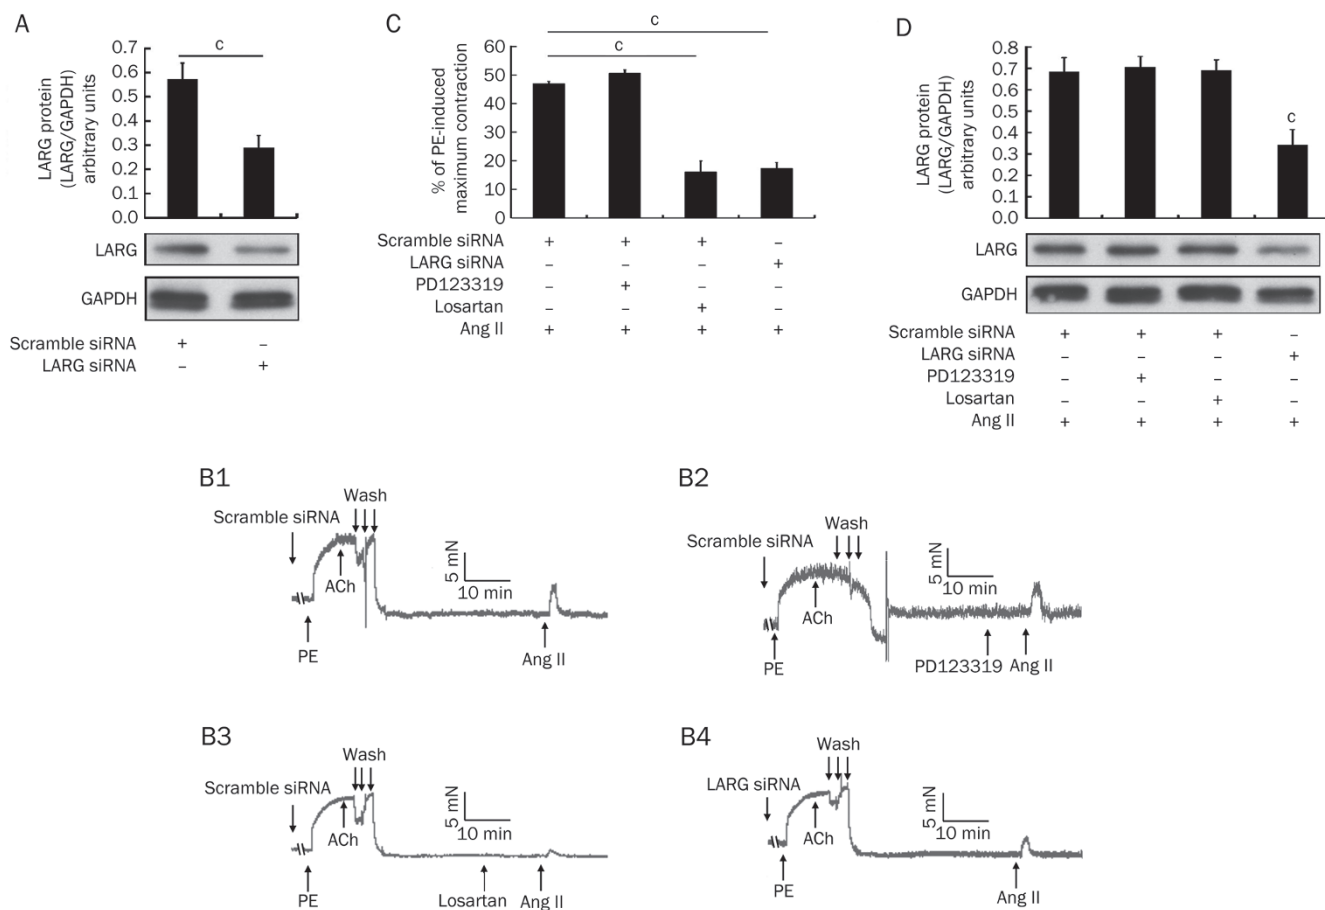 A
LARG protein
(LARG/GAPDH)
arbitrary units
0.7
0.6
0.5
0.4
0.3
0.2
0.1
0.0
c
LARG
GAPDH
Scramble siRNA + –
LARG siRNA – +
C
% of PE-induced
maximum contraction
60
50
40
30
20
10
0
c
c
Scramble siRNA + + + –
LARG siRNA – – – +
PD123319 – + – –
Losartan – – + –
Ang II + + + +
D
LARG protein
(LARG/GAPDH)
arbitrary units
0.8
0.7
0.6
0.5
0.4
0.3
0.2
0.1
0.0
c
LARG
GAPDH
Scramble siRNA + + + –
LARG siRNA – – – +
PD123319 – + – –
Losartan – – + –
Ang II + + + +
B1
Wash
Scramble siRNA
ACh
PE
5 mN
10 min
Ang II
B2
Wash
Scramble siRNA
ACh
PE
5 mN
10 min
PD123319 Ang II
B3
Wash
Scramble siRNA
ACh
PE
5 mN
10 min
Losartan Ang II
B4
Wash
LARG siRNA
ACh
PE
5 mN
10 min
Ang II